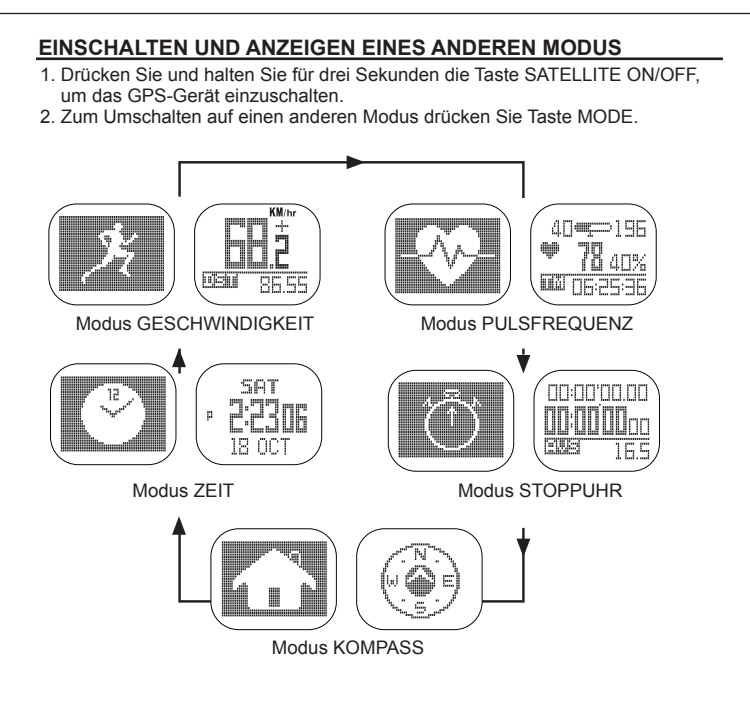 EINSCHALTEN UND ANZEIGEN EINES ANDEREN MODUS
1. Drücken Sie und halten Sie für drei Sekunden die Taste SATELLITE ON/OFF,
um das GPS-Gerät einzuschalten.
2. Zum Umschalten auf einen anderen Modus drücken Sie Taste MODE.
KM/hr
68.2
DST 86.55
Modus GESCHWINDIGKEIT
40 196
78 40%
TM 06:25:36
Modus PULSFREQUENZ
12
SAT
P 2:23 06
18 OCT
Modus ZEIT
00:00'00.00
00:00'00.00
AVS 16.5
Modus STOPPUHR
N
W E
S
Modus KOMPASS